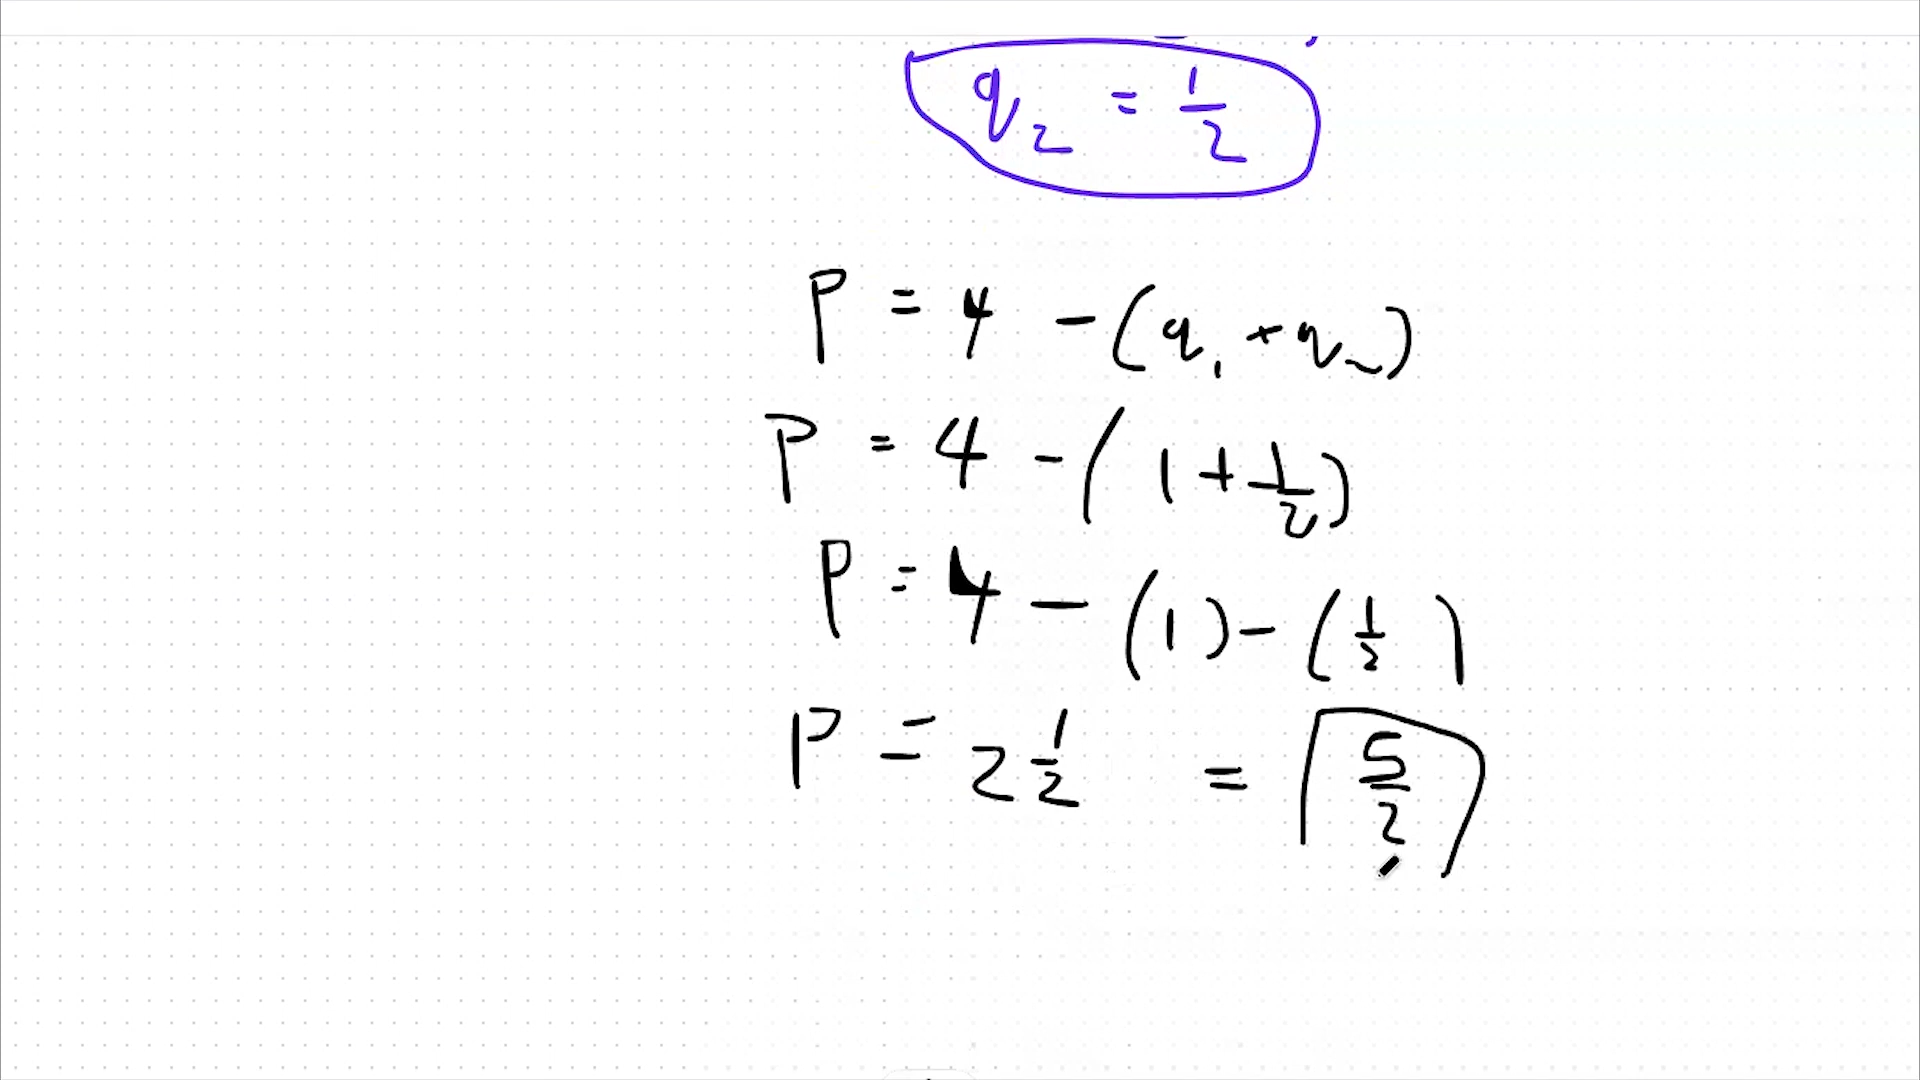 q₂ = 1/2
P = 4 - (q₁ + q₂)
P = 4 - (1 + 1/2)
P = 4 - (1) - (1/2)
P = 2 1/2 = 5/2